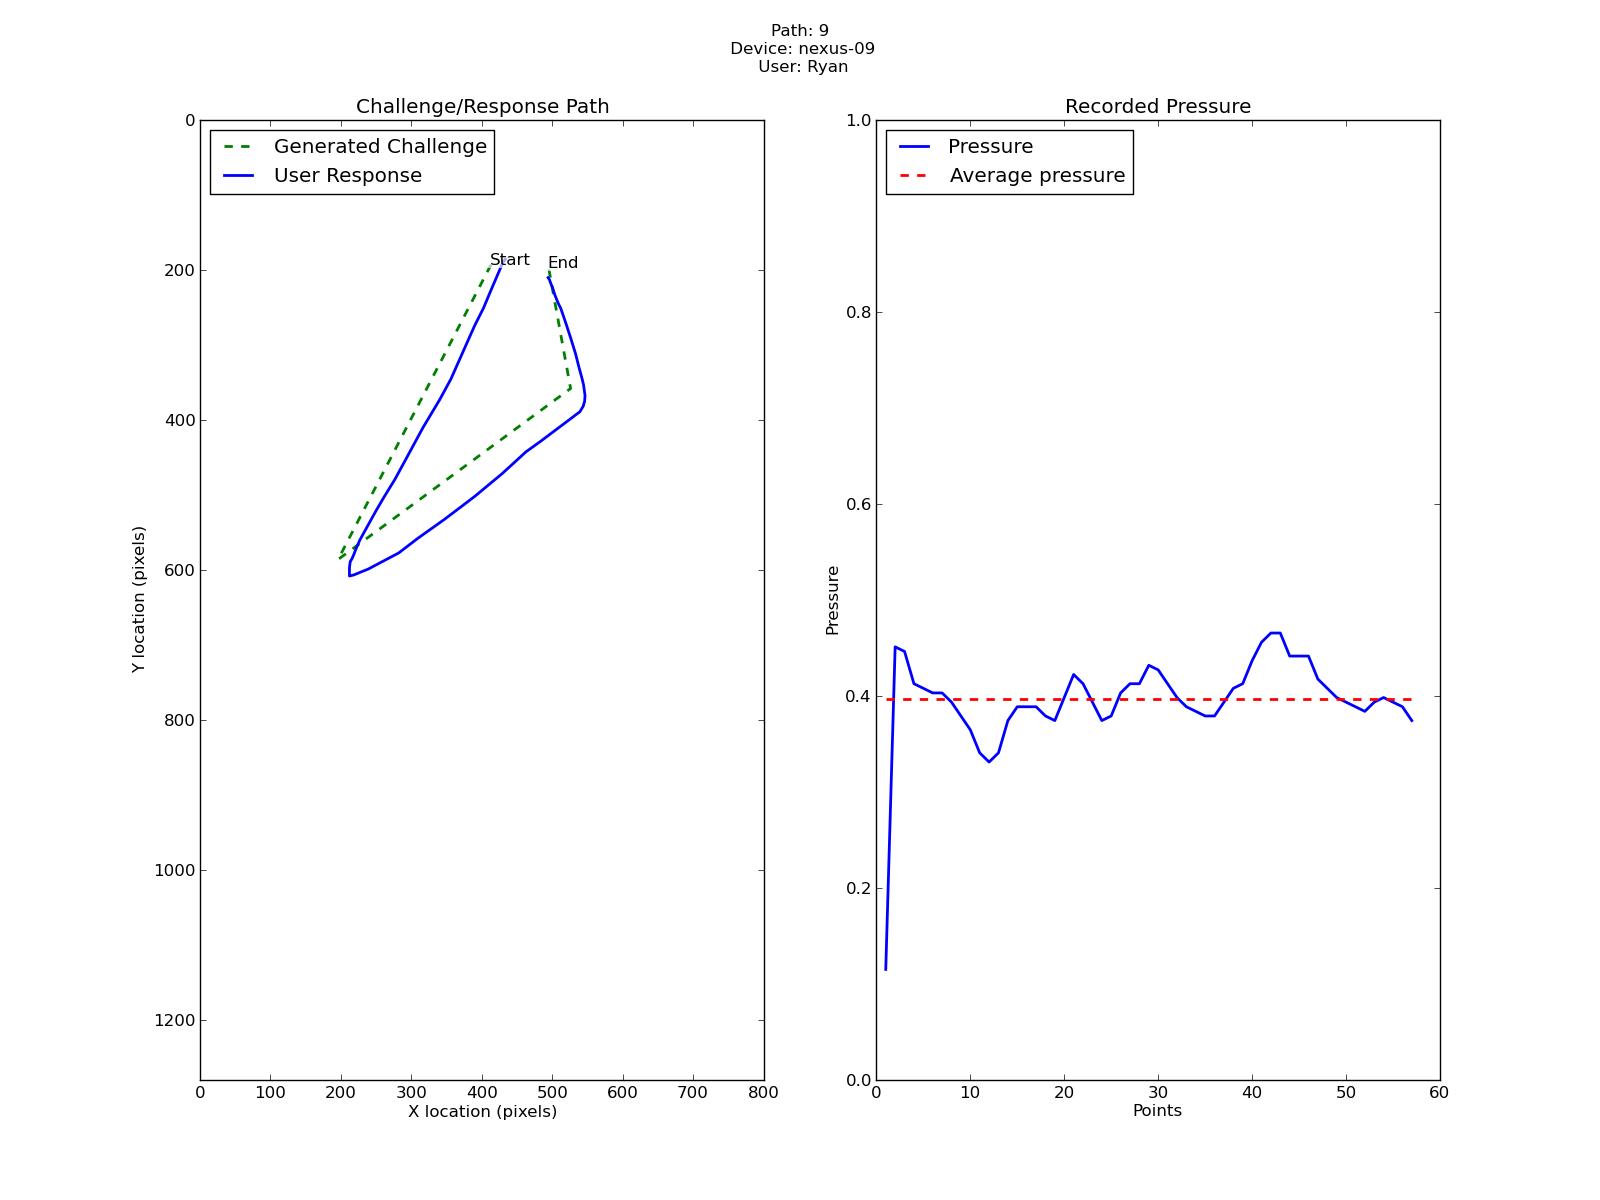 Path: 9
Device: nexus-09
User: Ryan
Challenge/Response Path
Generated Challenge
User Response
Start
End
0
200
400
600
800
1000
1200
Y location (pixels)
0 100 200 300 400 500 600 700 800
X location (pixels)
Recorded Pressure
Pressure
Average pressure
1.0
0.8
0.6
0.4
0.2
0.0
Pressure
0 10 20 30 40 50 60
Points